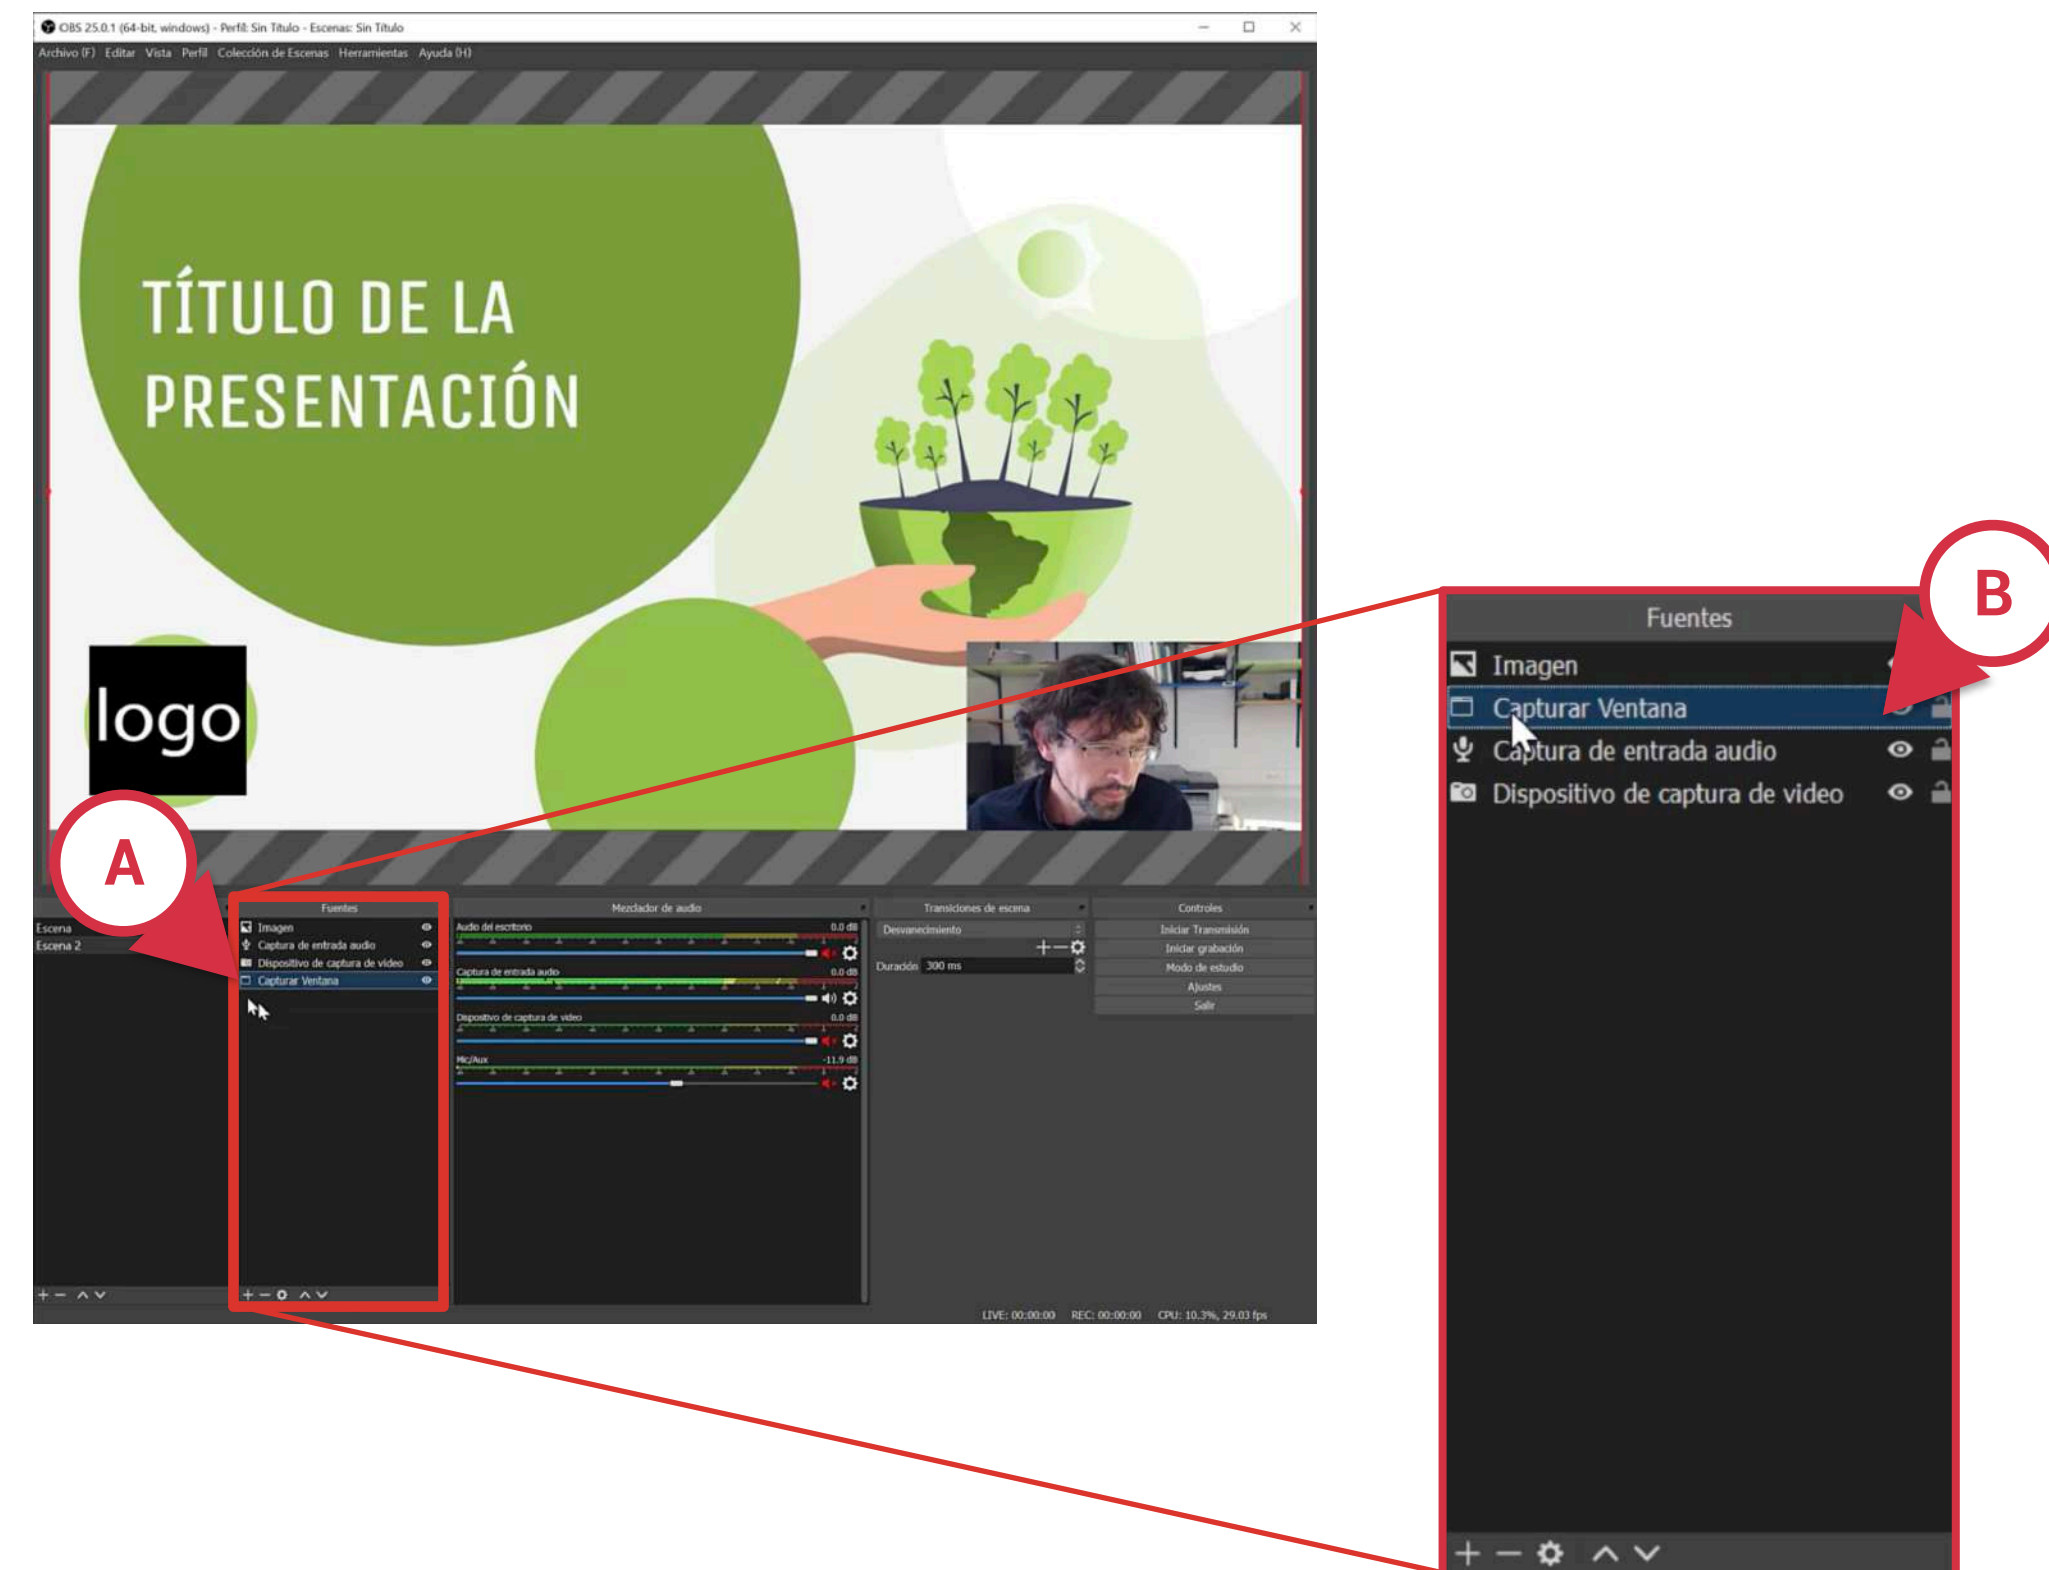 OBS 25.0.1 (64-bit, windows) - Perfil: Sin Título - Escenas: Sin Título
Archivo (F) Editar Vista Perfil Colección de Escenas Herramientas Ayuda (H)
TÍTULO DE LA
PRESENTACIÓN
logo
A
B
Fuentes
Imagen
Capturar Ventana
Captura de entrada audio
Dispositivo de captura de video
Escena
Escena 2
Fuentes
Imagen
Captura de entrada audio
Dispositivo de captura de video
Capturar Ventana
Mezclador de audio
Audio del escritorio 0.0 dB
Captura de entrada audio 0.0 dB
Dispositivo de captura de video 0.0 dB
Mic/Aux -11.9 dB
Transiciones de escena
Desvanecimiento
Duración 300 ms
Controles
Iniciar Transmisión
Iniciar grabación
Modo de estudio
Ajustes
Salir
LIVE: 00:00:00 REC: 00:00:00 CPU: 10.3%, 29.03 fps